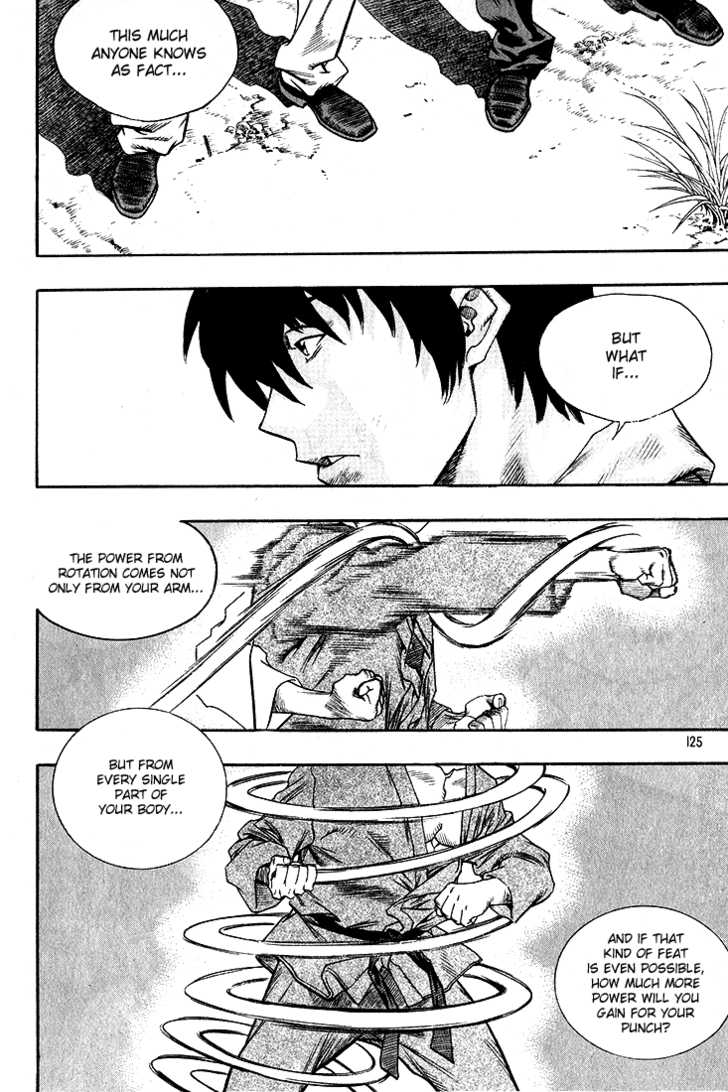 THIS MUCH
ANYONE KNOWS
AS FACT...
BUT
WHAT
IF...
THE POWER FROM
ROTATION COMES NOT
ONLY FROM YOUR ARM...
125
BUT FROM
EVERY SINGLE
PART OF
YOUR BODY...
AND IF THAT
KIND OF FEAT
IS EVEN POSSIBLE,
HOW MUCH MORE
POWER WILL YOU
GAIN FOR YOUR
PUNCH?